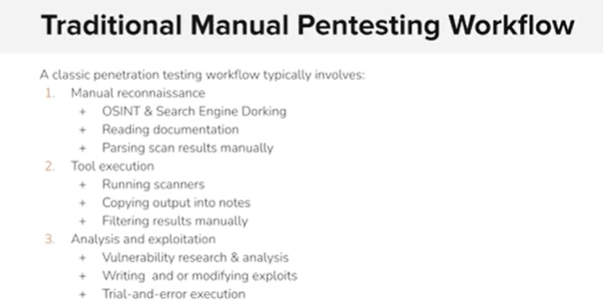 Traditional Manual Pentesting Workflow
A classic penetration testing workflow typically involves:
1. Manual reconnaissance
+ OSINT & Search Engine Dorking
+ Reading documentation
+ Parsing scan results manually
2. Tool execution
+ Running scanners
+ Copying output into notes
+ Filtering results manually
3. Analysis and exploitation
+ Vulnerability research & analysis
+ Writing and or modifying exploits
+ Trial-and-error execution